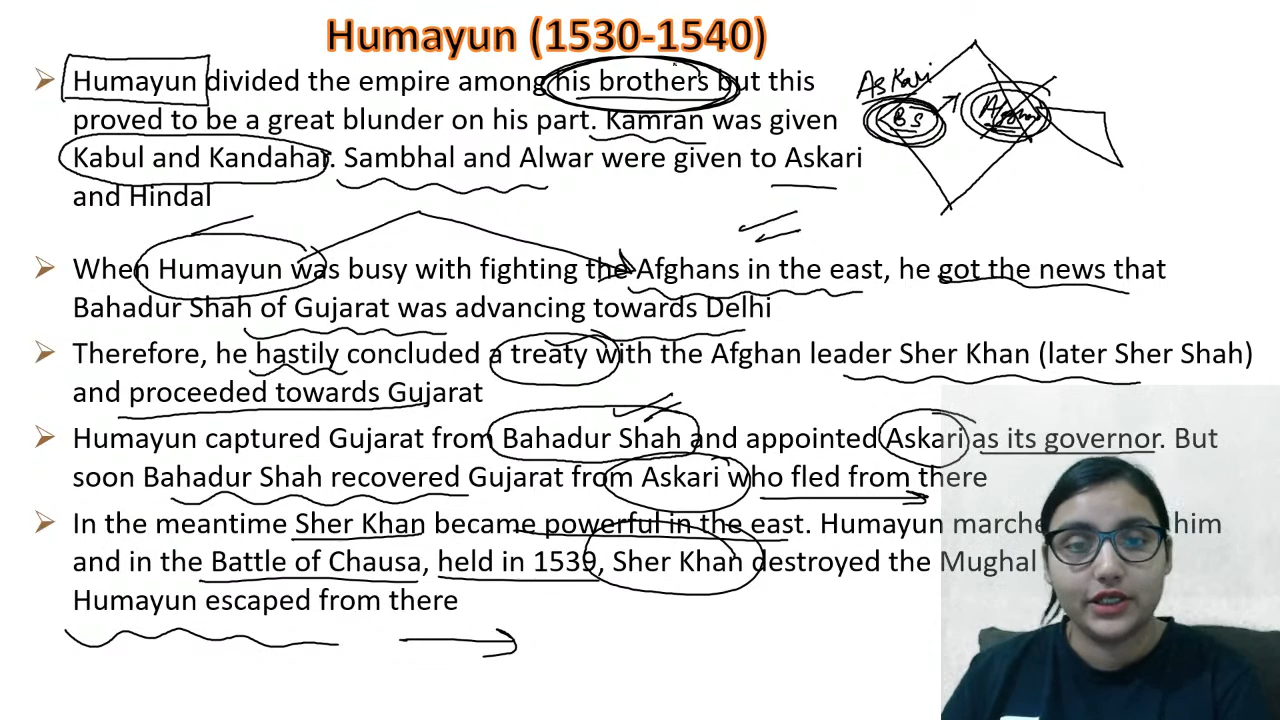 Humayun (1530-1540)
Humayun divided the empire among his brothers but this
proved to be a great blunder on his part. Kamran was given
Kabul and Kandahar. Sambhal and Alwar were given to Askari
and Hindal
Askari
BS
When Humayun was busy with fighting the Afghans in the east, he got the news that
Bahadur Shah of Gujarat was advancing towards Delhi
Therefore, he hastily concluded a treaty with the Afghan leader Sher Khan (later Sher Shah)
and proceeded towards Gujarat
Humayun captured Gujarat from Bahadur Shah and appointed Askari as its governor. But
soon Bahadur Shah recovered Gujarat from Askari who fled from there
In the meantime Sher Khan became powerful in the east. Humayun marche him
and in the Battle of Chausa, held in 1539, Sher Khan destroyed the Mughal
Humayun escaped from there